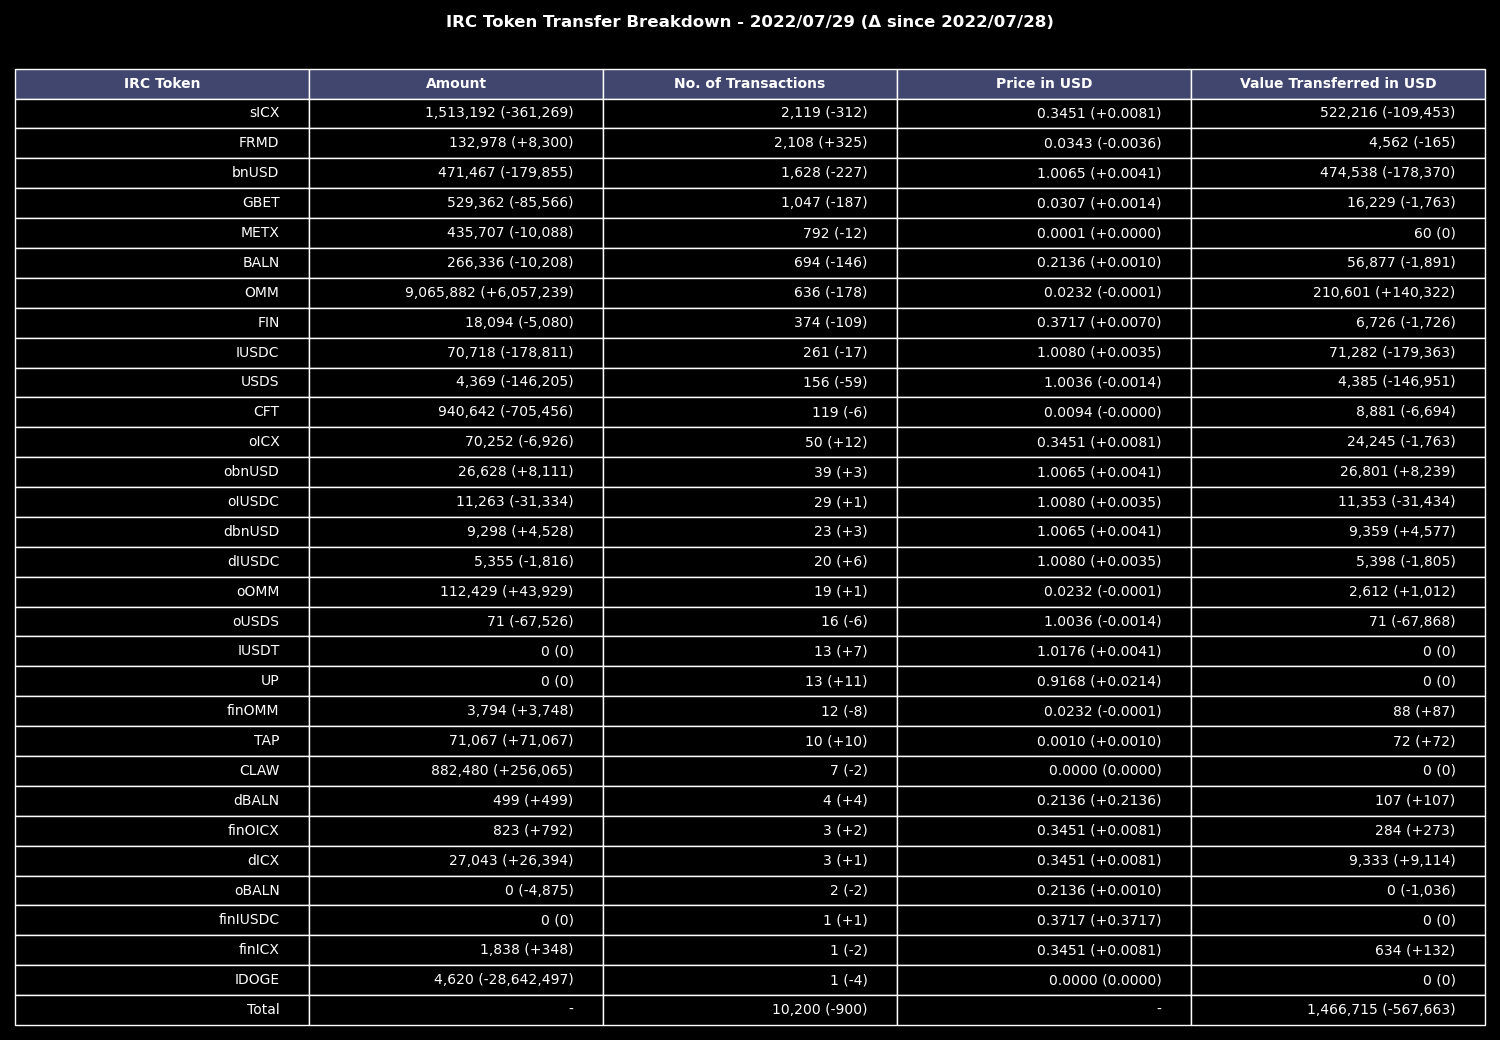 IRC Token Transfer Breakdown - 2022/07/29 (Δ since 2022/07/28)
IRC Token Amount No. of Transactions Price in USD Value Transferred in USD
sICX 1,513,192 (-361,269) 2,119 (-312) 0.3451 (+0.0081) 522,216 (-109,453)
FRMD 132,978 (+8,300) 2,108 (+325) 0.0343 (-0.0036) 4,562 (-165)
bnUSD 471,467 (-179,855) 1,628 (-227) 1.0065 (+0.0041) 474,538 (-178,370)
GBET 529,362 (-85,566) 1,047 (-187) 0.0307 (+0.0014) 16,229 (-1,763)
METX 435,707 (-10,088) 792 (-12) 0.0001 (+0.0000) 60 (0)
BALN 266,336 (-10,208) 694 (-146) 0.2136 (+0.0010) 56,877 (-1,891)
OMM 9,065,882 (+6,057,239) 636 (-178) 0.0232 (-0.0001) 210,601 (+140,322)
FIN 18,094 (-5,080) 374 (-109) 0.3717 (+0.0070) 6,726 (-1,726)
IUSDC 70,718 (-178,811) 261 (-17) 1.0080 (+0.0035) 71,282 (-179,363)
USDS 4,369 (-146,205) 156 (-59) 1.0036 (-0.0014) 4,385 (-146,951)
CFT 940,642 (-705,456) 119 (-6) 0.0094 (-0.0000) 8,881 (-6,694)
oICX 70,252 (-6,926) 50 (+12) 0.3451 (+0.0081) 24,245 (-1,763)
obnUSD 26,628 (+8,111) 39 (+3) 1.0065 (+0.0041) 26,801 (+8,239)
oIUSDC 11,263 (-31,334) 29 (+1) 1.0080 (+0.0035) 11,353 (-31,434)
dbnUSD 9,298 (+4,528) 23 (+3) 1.0065 (+0.0041) 9,359 (+4,577)
dIUSDC 5,355 (-1,816) 20 (+6) 1.0080 (+0.0035) 5,398 (-1,805)
oOMM 112,429 (+43,929) 19 (+1) 0.0232 (-0.0001) 2,612 (+1,012)
oUSDS 71 (-67,526) 16 (-6) 1.0036 (-0.0014) 71 (-67,868)
IUSDT 0 (0) 13 (+7) 1.0176 (+0.0041) 0 (0)
UP 0 (0) 13 (+11) 0.9168 (+0.0214) 0 (0)
finOMM 3,794 (+3,748) 12 (-8) 0.0232 (-0.0001) 88 (+87)
TAP 71,067 (+71,067) 10 (+10) 0.0010 (+0.0010) 72 (+72)
CLAW 882,480 (+256,065) 7 (-2) 0.0000 (0.0000) 0 (0)
dBALN 499 (+499) 4 (+4) 0.2136 (+0.2136) 107 (+107)
finOICX 823 (+792) 3 (+2) 0.3451 (+0.0081) 284 (+273)
dICX 27,043 (+26,394) 3 (+1) 0.3451 (+0.0081) 9,333 (+9,114)
oBALN 0 (-4,875) 2 (-2) 0.2136 (+0.0010) 0 (-1,036)
finIUSDC 0 (0) 1 (+1) 0.3717 (+0.3717) 0 (0)
finICX 1,838 (+348) 1 (-2) 0.3451 (+0.0081) 634 (+132)
IDOGE 4,620 (-28,642,497) 1 (-4) 0.0000 (0.0000) 0 (0)
Total - 10,200 (-900) - 1,466,715 (-567,663)